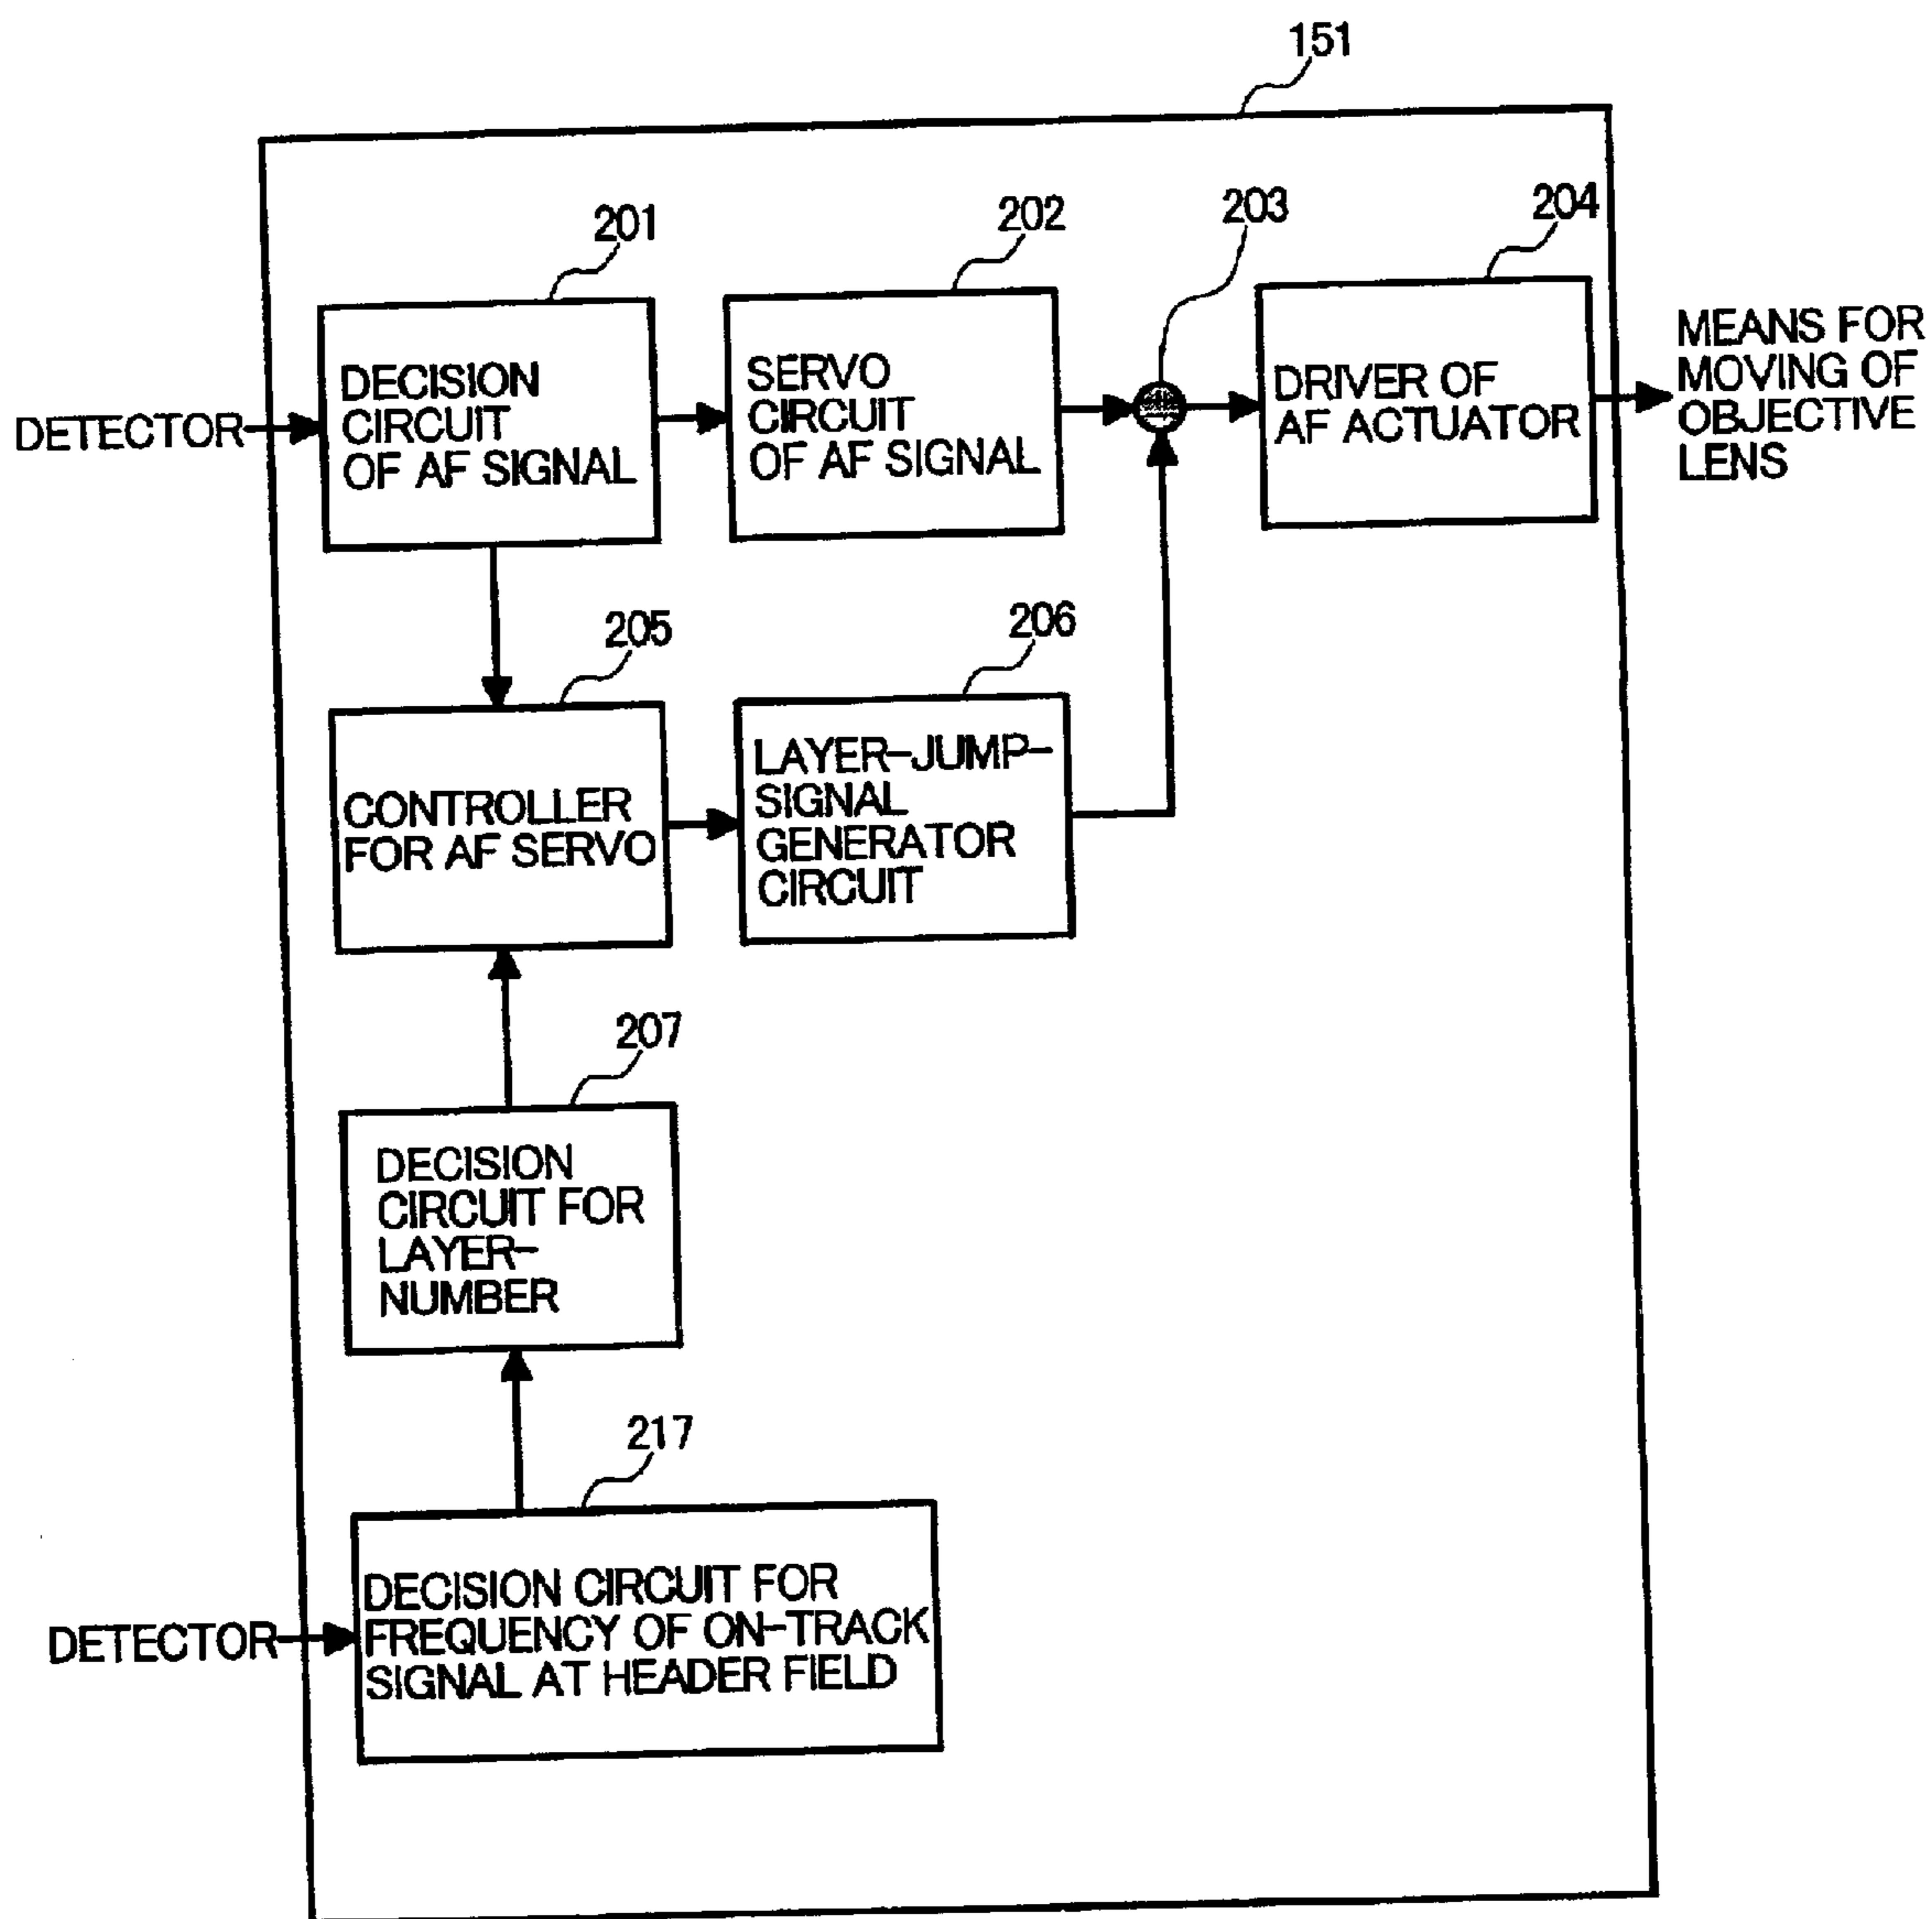 151
201
202
203
204
DETECTOR
DECISION
CIRCUIT
OF AF SIGNAL
SERVO
CIRCUIT
OF AF SIGNAL
DRIVER OF
AF ACTUATOR
MEANS FOR
MOVING OF
OBJECTIVE
LENS
205
206
CONTROLLER
FOR AF SERVO
LAYER-JUMP-
SIGNAL
GENERATOR
CIRCUIT
207
DECISION
CIRCUIT FOR
LAYER-
NUMBER
217
DETECTOR
DECISION CIRCUIT FOR
FREQUENCY OF ON-TRACK
SIGNAL AT HEADER FIELD